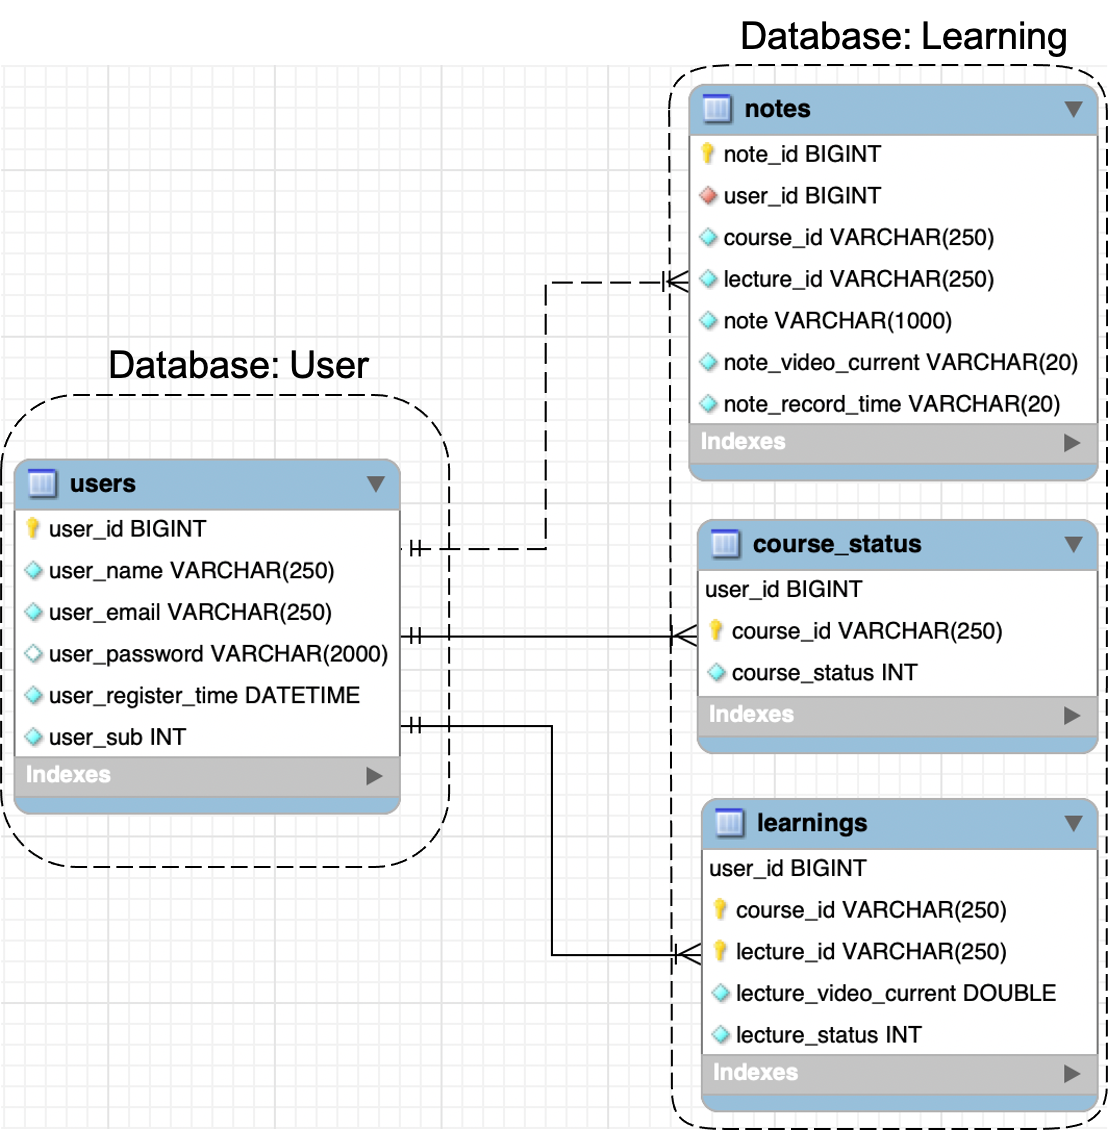 Database: Learning
notes
note_id BIGINT
user_id BIGINT
course_id VARCHAR(250)
lecture_id VARCHAR(250)
note VARCHAR(1000)
note_video_current VARCHAR(20)
note_record_time VARCHAR(20)
Indexes
Database: User
users
user_id BIGINT
user_name VARCHAR(250)
user_email VARCHAR(250)
user_password VARCHAR(2000)
user_register_time DATETIME
user_sub INT
Indexes
course_status
user_id BIGINT
course_id VARCHAR(250)
course_status INT
Indexes
learnings
user_id BIGINT
course_id VARCHAR(250)
lecture_id VARCHAR(250)
lecture_video_current DOUBLE
lecture_status INT
Indexes